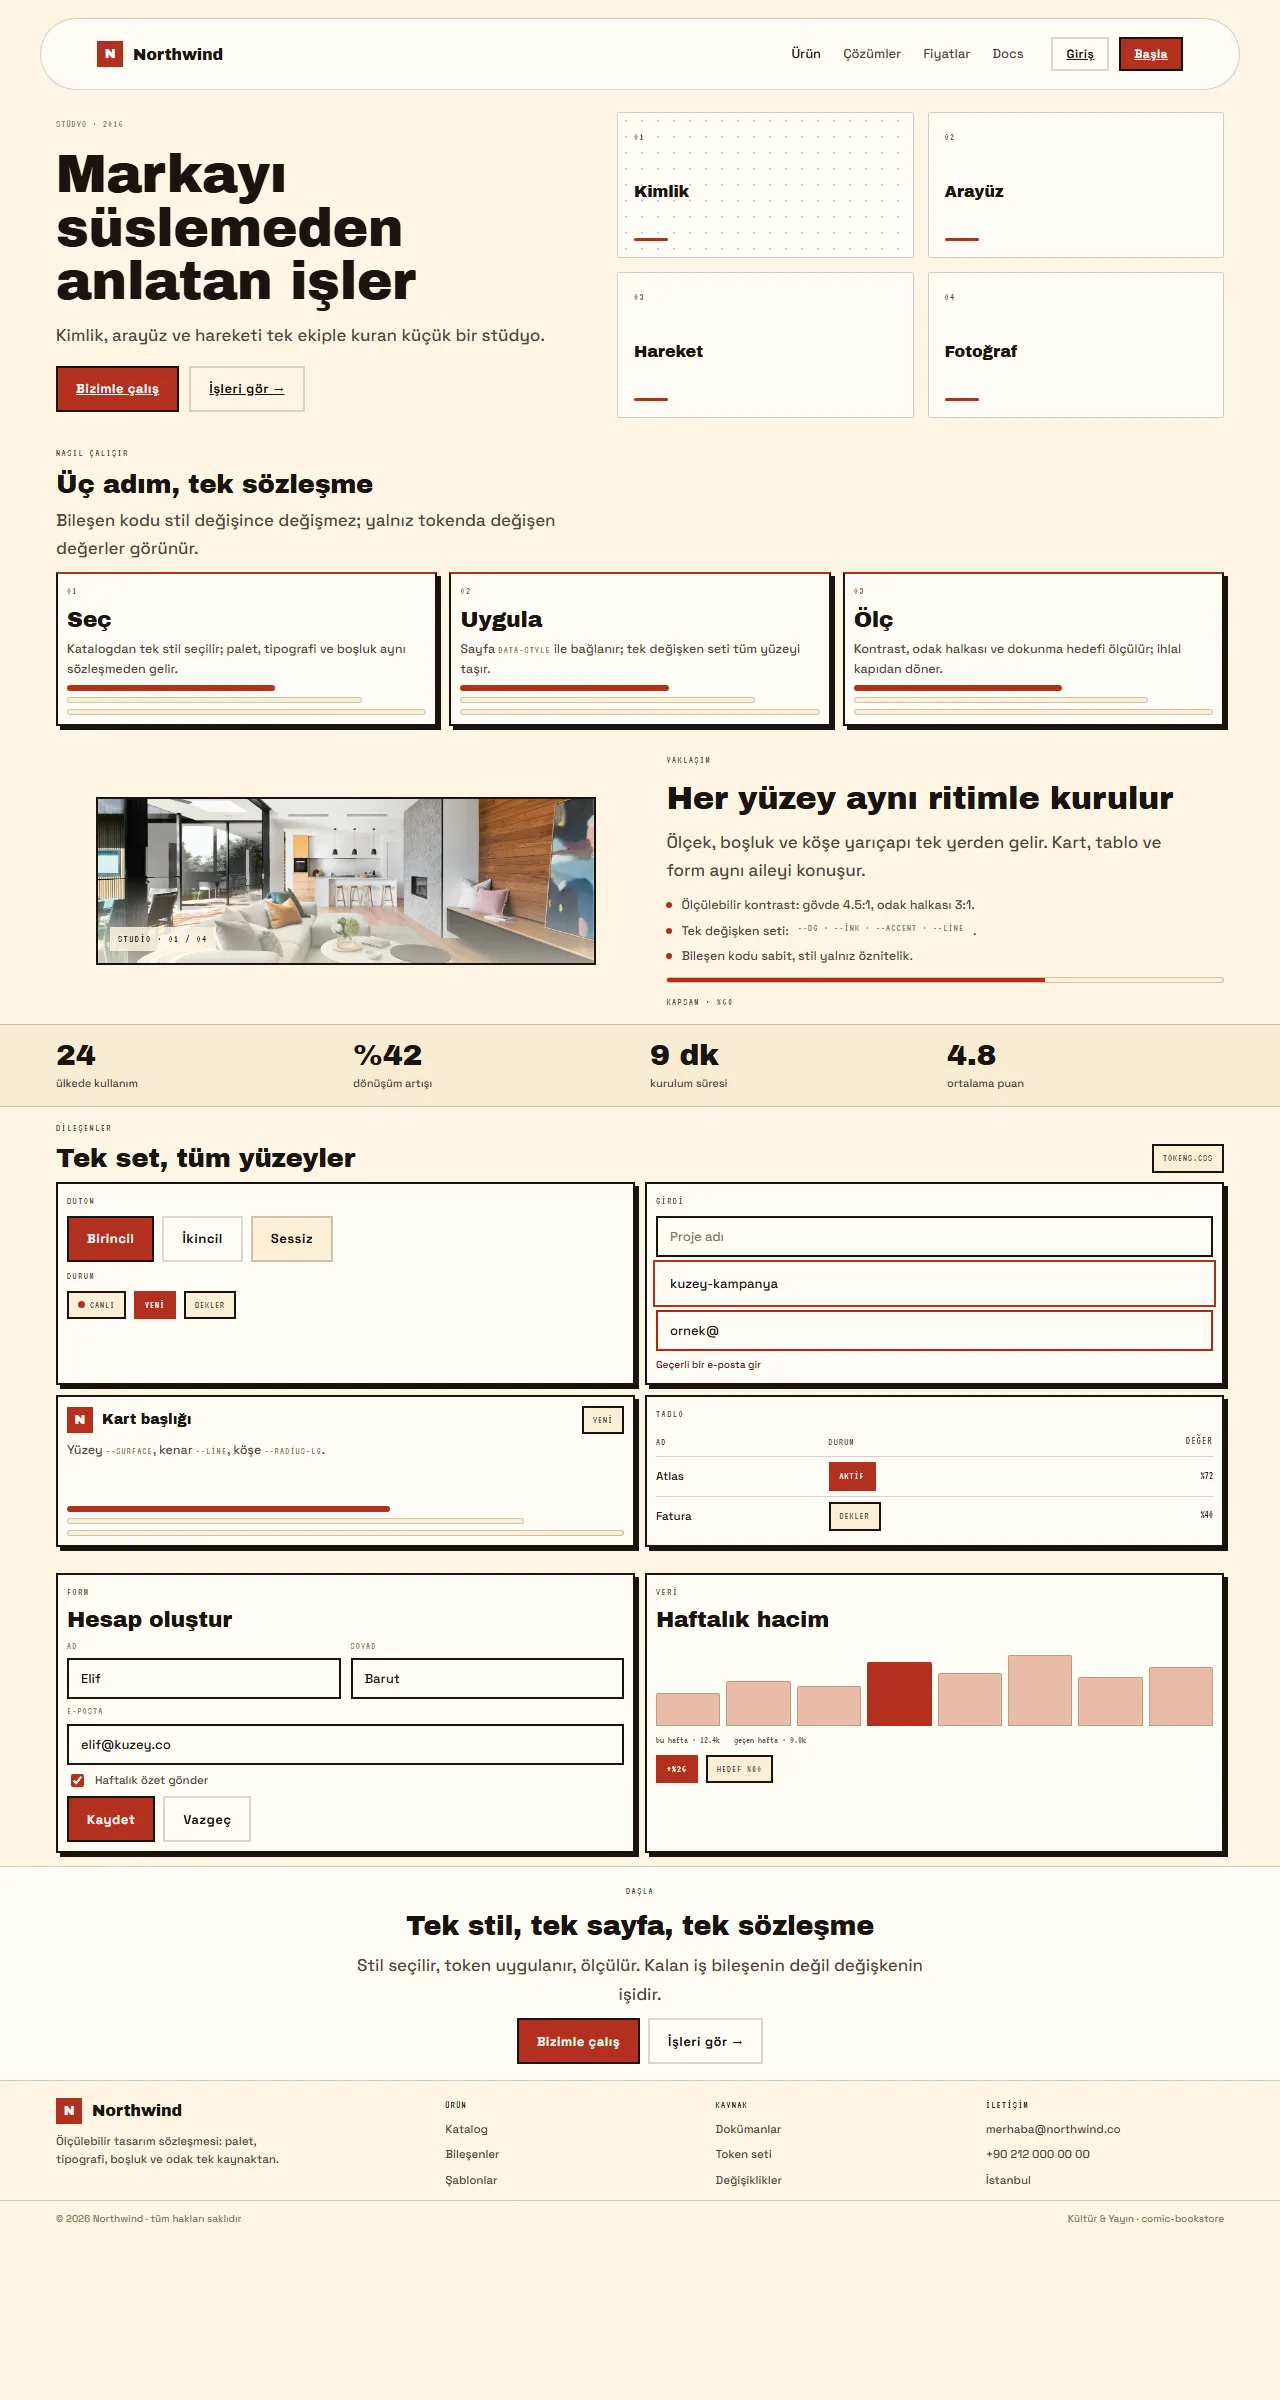 N Northwind
Ürün Çözümler Fiyatlar Docs Giriş Başla
STÜDYO · 2016
Markayı
süslemeden
anlatan işler
Kimlik, arayüz ve hareketi tek ekiple kuran küçük bir stüdyo.
Bizimle çalış İşleri gör →
01
Kimlik
02
Arayüz
03
Hareket
04
Fotoğraf
NASIL ÇALIŞIR
Üç adım, tek sözleşme
Bileşen kodu stil değişince değişmez; yalnız tokenda değişen
değerler görünür.
01
Seç
Katalogdan tek stil seçilir; palet, tipografi ve boşluk aynı
sözleşmeden gelir.
02
Uygula
Sayfa DATA-STYLE ile bağlanır; tek değişken seti tüm yüzeyi
taşır.
03
Ölç
Kontrast, odak halkası ve dokunma hedefi ölçülür; ihlal
kapıdan döner.
STUDİO · 01 / 04
YAKLAŞIM
Her yüzey aynı ritimle kurulur
Ölçek, boşluk ve köşe yarıçapı tek yerden gelir. Kart, tablo ve
form aynı aileyi konuşur.
Ölçülebilir kontrast: gövde 4.5:1, odak halkası 3:1.
Tek değişken seti: --BG · --İNK · --ACCENT · --LİNE .
Bileşen kodu sabit, stil yalnız öznitelik.
KAPSAM · %68
24
ülkede kullanım
%42
dönüşüm artışı
9 dk
kurulum süresi
4.8
ortalama puan
BİLEŞENLER
Tek set, tüm yüzeyler
TOKENS.CSS
BUTON
Birincil İkincil Sessiz
DURUM
CANLI YENİ BEKLER
GİRDİ
Proje adı
kuzey-kampanya
ornek@
Geçerli bir e-posta gir
N Kart başlığı YENİ
Yüzey --SURFACE, kenar --LİNE, köşe --RADİUS-LG.
TABLO
AD DURUM DEĞER
Atlas AKTİF %72
Fatura BEKLER %40
FORM
Hesap oluştur
AD SOYAD
Elif Barut
E-POSTA
elif@kuzey.co
Haftalık özet gönder
Kaydet Vazgeç
VERİ
Haftalık hacim
bu hafta · 12.4k geçen hafta · 9.8k
+%26 HEDEF %80
BAŞLA
Tek stil, tek sayfa, tek sözleşme
Stil seçilir, token uygulanır, ölçülür. Kalan iş bileşenin değil değişkenin
işidir.
Bizimle çalış İşleri gör →
N Northwind
Ölçülebilir tasarım sözleşmesi: palet,
tipografi, boşluk ve odak tek kaynaktan.
ÜRÜN
Katalog
Bileşenler
Şablonlar
KAYNAK
Dokümanlar
Token seti
Değişiklikler
İLETİŞİM
merhaba@northwind.co
+90 212 000 00 00
İstanbul
© 2026 Northwind · tüm hakları saklıdır
Kültür & Yayın · comic-bookstore